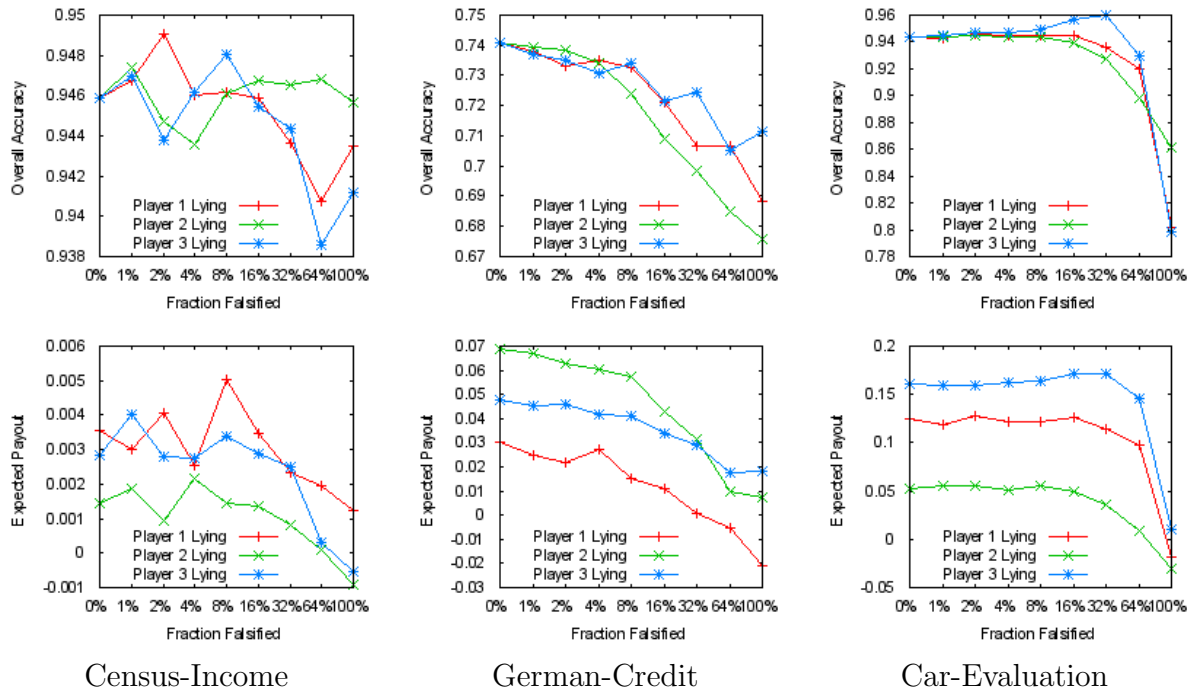 0.95
0.948
0.946
0.944
0.942
0.94
0.938
Overall Accuracy
Player 1 Lying
Player 2 Lying
Player 3 Lying
0% 1% 2% 4% 8% 16% 32% 64% 100%
Fraction Falsified
0.75
0.74
0.73
0.72
0.71
0.7
0.69
0.68
0.67
Overall Accuracy
Player 1 Lying
Player 2 Lying
Player 3 Lying
0% 1% 2% 4% 8% 16% 32% 64% 100%
Fraction Falsified
0.96
0.94
0.92
0.9
0.88
0.86
0.84
0.82
0.8
0.78
Overall Accuracy
Player 1 Lying
Player 2 Lying
Player 3 Lying
0% 1% 2% 4% 8% 16% 32% 64% 100%
Fraction Falsified
0.006
0.005
0.004
0.003
0.002
0.001
0
-0.001
Expected Payout
Player 1 Lying
Player 2 Lying
Player 3 Lying
0% 1% 2% 4% 8% 16% 32% 64% 100%
Fraction Falsified
0.07
0.06
0.05
0.04
0.03
0.02
0.01
0
-0.01
-0.02
-0.03
Expected Payout
Player 1 Lying
Player 2 Lying
Player 3 Lying
0% 1% 2% 4% 8% 16% 32% 64% 100%
Fraction Falsified
0.2
0.15
0.1
0.05
0
-0.05
Expected Payout
Player 1 Lying
Player 2 Lying
Player 3 Lying
0% 1% 2% 4% 8% 16% 32% 64% 100%
Fraction Falsified
Census-Income
German-Credit
Car-Evaluation